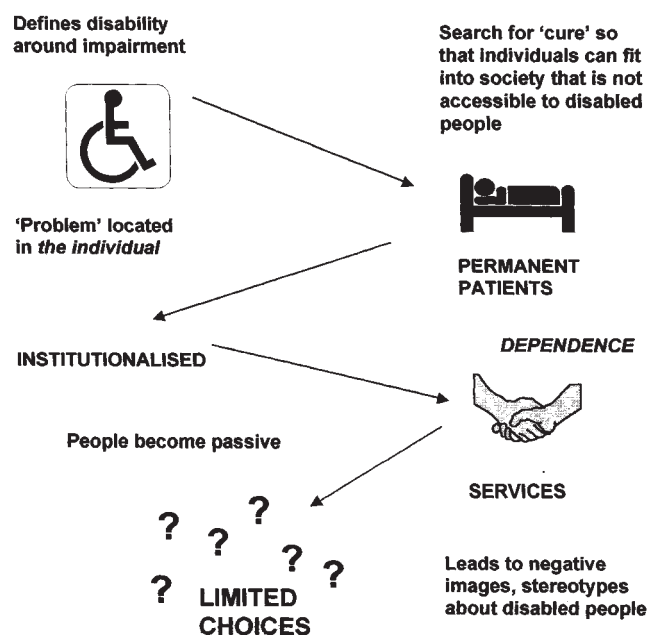 Defines disability
around impairment
Search for ‘cure’ so
that individuals can fit
into society that is not
accessible to disabled
people
‘Problem’ located
in the individual
PERMANENT
PATIENTS
INSTITUTIONALISED
DEPENDENCE
People become passive
SERVICES
? ? ? ? ? ?
LIMITED
CHOICES
Leads to negative
images, stereotypes
about disabled people